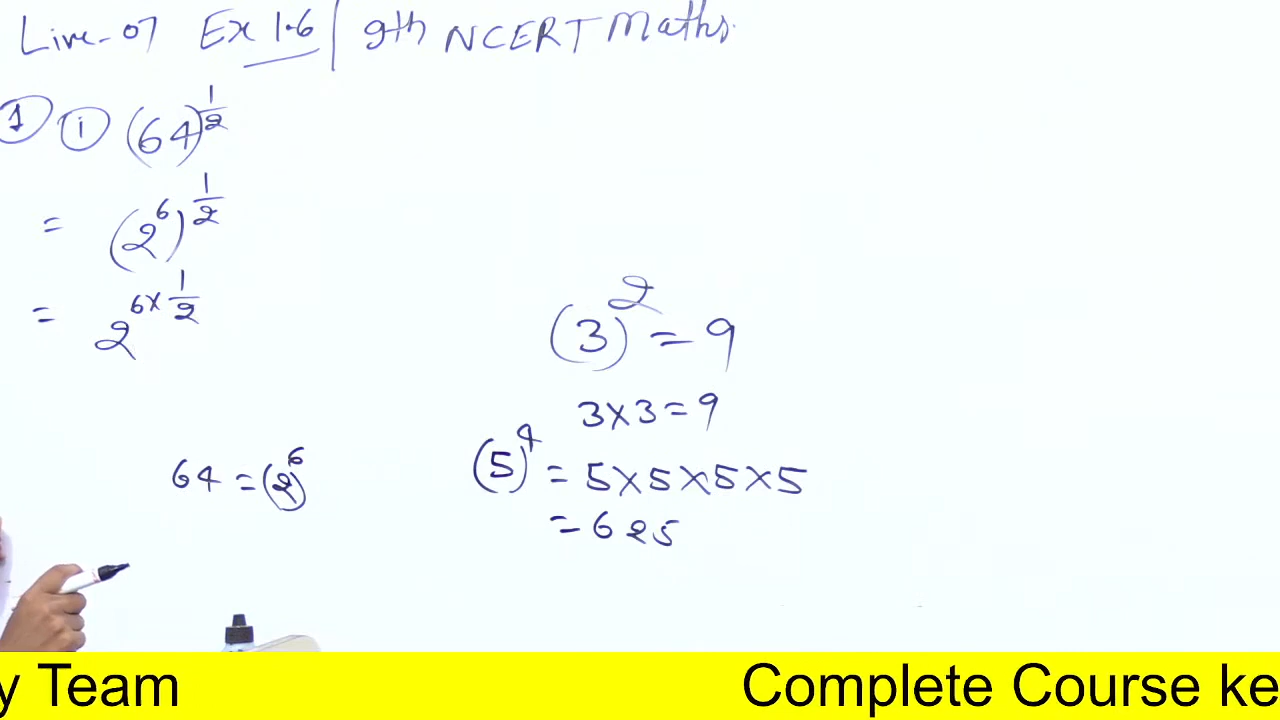 Live-07 Ex 1.6 | 9th NCERT Maths.
1 i (64)^1/2
= (2^6)^1/2
= 2^6×1/2
(3)^2 = 9
3×3=9
64 = (2)^6
(5)^4 = 5×5×5×5
= 625
y Team Complete Course ke